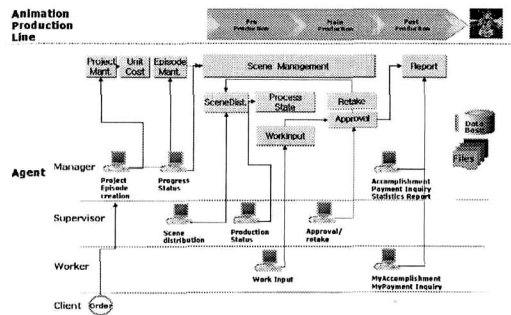 Animation
Production
Line
Pre
Production
Main
Production
Post
Production
Project
Mant.
Unit
Cost
Episode
Mant.
Scene Management
Report
SceneDist.
Process
State
Retake
WorkInput
Approval
Data
Base
Files
Agent
Manager
Project
Episode
creation
Progress
Status
Accomplishment
Payment Inquiry
Statistics Report
Supervisor
Scene
distribution
Production
Status
Approval/
retake
Worker
Work Input
MyAccomplishment
MyPayment Inquiry
Client
Order